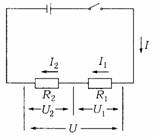 I
I₂ I₁
R₂ R₁
U₂ U₁
U